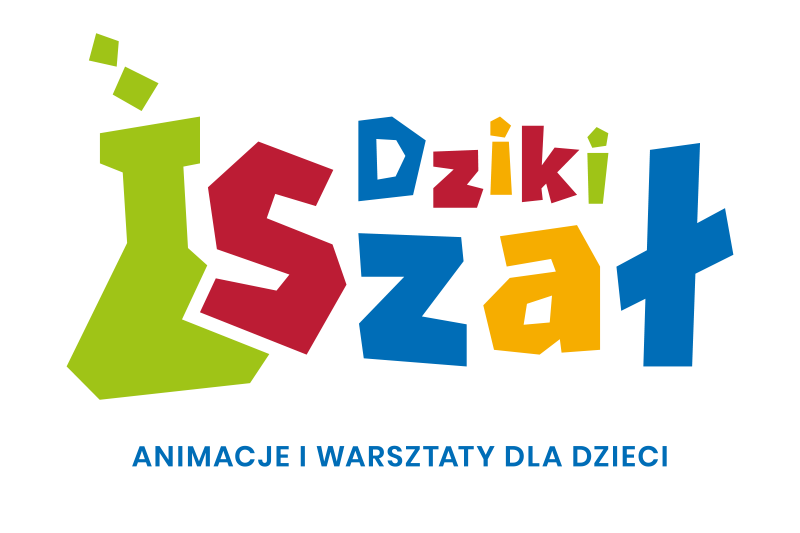 Dziki
Szał
ANIMACJE I WARSZTATY DLA DZIECI